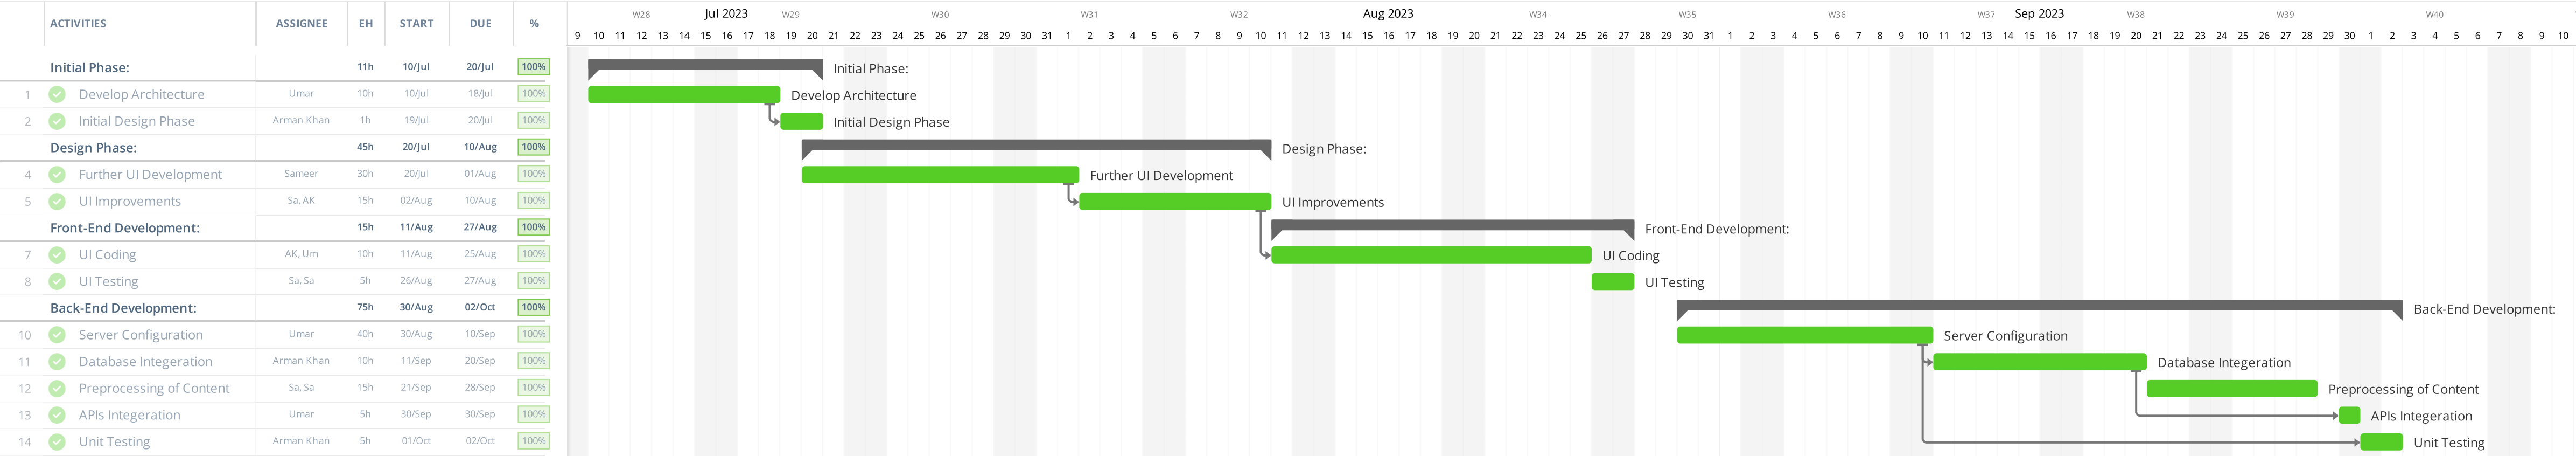 ACTIVITIES ASSIGNEE EH START DUE %
W28 Jul 2023 W29 W30 W31 W32 Aug 2023 W34 W35 W36 W37 Sep 2023 W38 W39 W40
9 10 11 12 13 14 15 16 17 18 19 20 21 22 23 24 25 26 27 28 29 30 31 1 2 3 4 5 6 7 8 9 10 11 12 13 14 15 16 17 18 19 20 21 22 23 24 25 26 27 28 29 30 31 1 2 3 4 5 6 7 8 9 10 11 12 13 14 15 16 17 18 19 20 21 22 23 24 25 26 27 28 29 30 1 2 3 4 5 6 7 8 9 10
Initial Phase: 11h 10/Jul 20/Jul 100% Initial Phase:
1 Develop Architecture Umar 10h 10/Jul 18/Jul 100% Develop Architecture
2 Initial Design Phase Arman Khan 1h 19/Jul 20/Jul 100% Initial Design Phase
Design Phase: 45h 20/Jul 10/Aug 100% Design Phase:
4 Further UI Development Sameer 30h 20/Jul 01/Aug 100% Further UI Development
5 UI Improvements Sa, AK 15h 02/Aug 10/Aug 100% UI Improvements
Front-End Development: 15h 11/Aug 27/Aug 100% Front-End Development:
7 UI Coding AK, Um 10h 11/Aug 25/Aug 100% UI Coding
8 UI Testing Sa, Sa 5h 26/Aug 27/Aug 100% UI Testing
Back-End Development: 75h 30/Aug 02/Oct 100% Back-End Development:
10 Server Configuration Umar 40h 30/Aug 10/Sep 100% Server Configuration
11 Database Integeration Arman Khan 10h 11/Sep 20/Sep 100% Database Integeration
12 Preprocessing of Content Sa, Sa 15h 21/Sep 28/Sep 100% Preprocessing of Content
13 APIs Integeration Umar 5h 30/Sep 30/Sep 100% APIs Integeration
14 Unit Testing Arman Khan 5h 01/Oct 02/Oct 100% Unit Testing